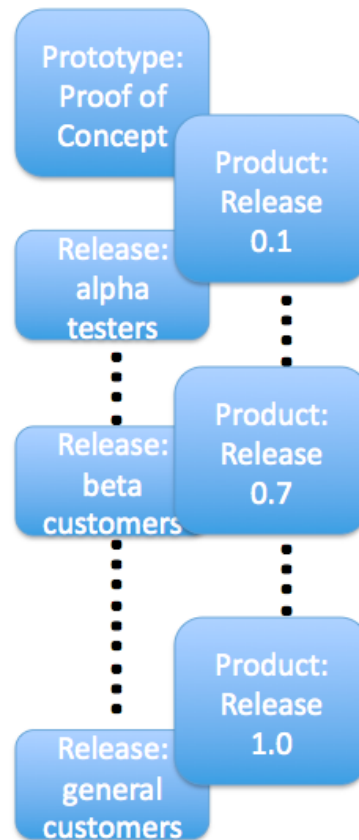 Prototype:
Proof of
Concept
Product:
Release
0.1
Release:
alpha
testers
Product:
Release
0.7
Release:
beta
customers
Product:
Release
1.0
Release:
general
customers